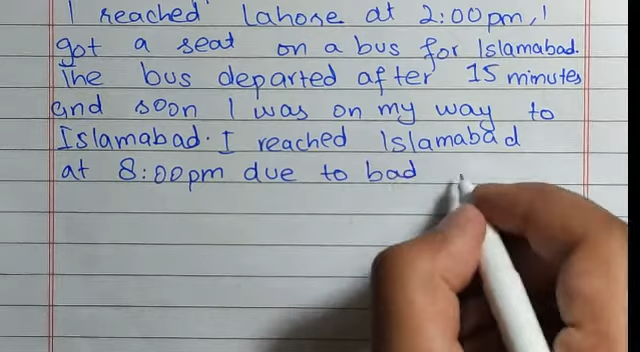 I reached Lahore at 2:00pm, I
got a seat on a bus for Islamabad.
The bus departed after 15 minutes
and soon I was on my way to
Islamabad. I reached Islamabad
at 8:00pm due to bad